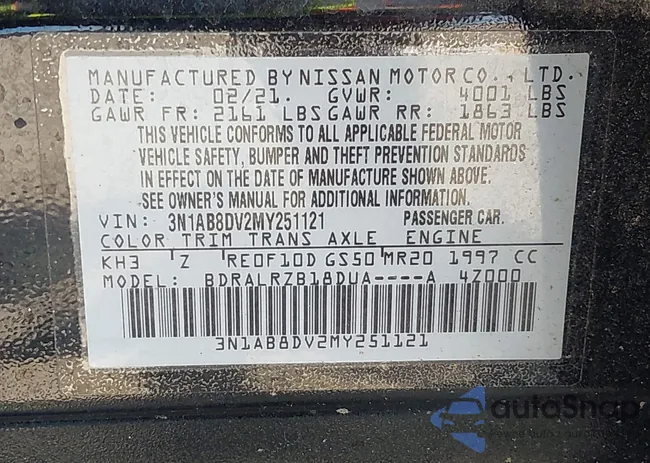 MANUFACTURED BY NISSAN MOTOR CO., LTD.
DATE: 02/21. GVWR: 4001 LBS
GAWR FR: 2161 LBS GAWR RR: 1863 LBS
THIS VEHICLE CONFORMS TO ALL APPLICABLE FEDERAL MOTOR
VEHICLE SAFETY, BUMPER AND THEFT PREVENTION STANDARDS
IN EFFECT ON THE DATE OF MANUFACTURE SHOWN ABOVE.
SEE OWNER'S MANUAL FOR ADDITIONAL INFORMATION.
VIN: 3N1AB8DV2MY251121 PASSENGER CAR.
COLOR TRIM TRANS AXLE ENGINE
KH3 Z RE0F10D GS50 MR20 1997 CC
MODEL: BDRALRZB18DUA----A 4Z000
3N1AB8DV2MY251121
autoSnap